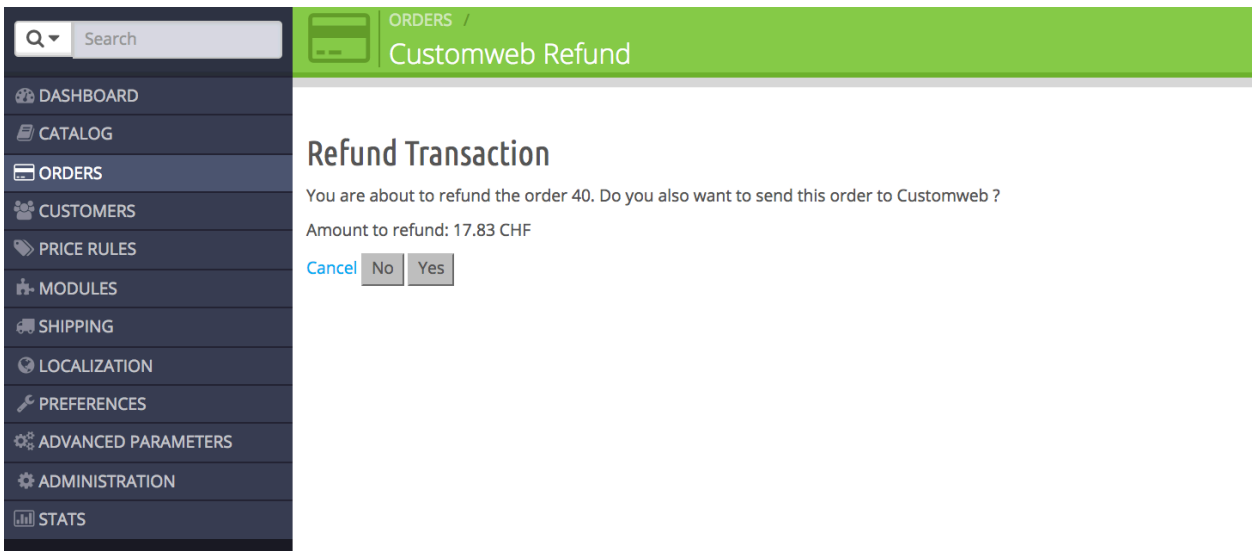 Search
DASHBOARD
CATALOG
ORDERS
CUSTOMERS
PRICE RULES
MODULES
SHIPPING
LOCALIZATION
PREFERENCES
ADVANCED PARAMETERS
ADMINISTRATION
STATS
ORDERS /
Customweb Refund
Refund Transaction
You are about to refund the order 40. Do you also want to send this order to Customweb ?
Amount to refund: 17.83 CHF
Cancel No Yes